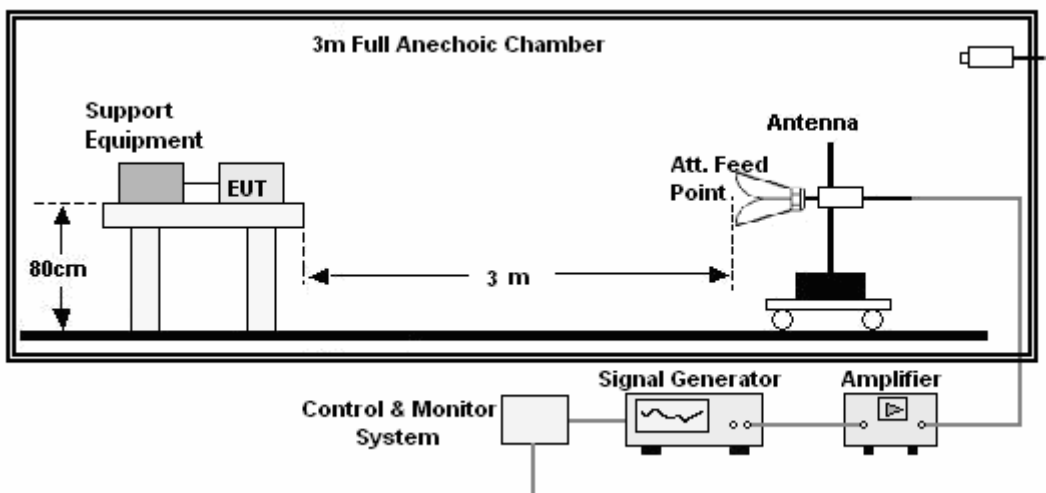 3m Full Anechoic Chamber
Support
Equipment
EUT
80cm
3 m
Antenna
Att. Feed
Point
Signal Generator
Amplifier
Control & Monitor
System